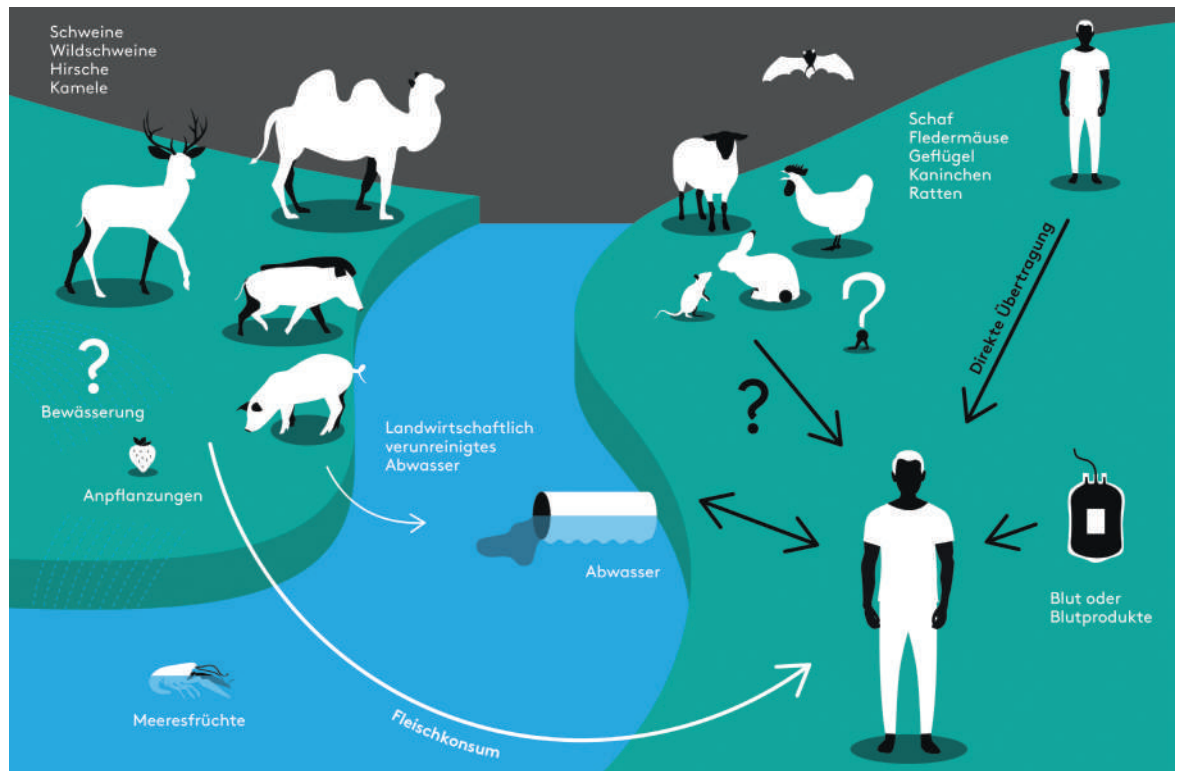 Schweine
Wildschweine
Hirsche
Kamele
Schaf
Fledermäuse
Geflügel
Kaninchen
Ratten
?
Direkte Übertragung
?
Bewässerung
?
Anpflanzungen
Landwirtschaftlich
verunreinigtes
Abwasser
Abwasser
Blut oder
Blutprodukte
Meeresfrüchte
Fleischkonsum